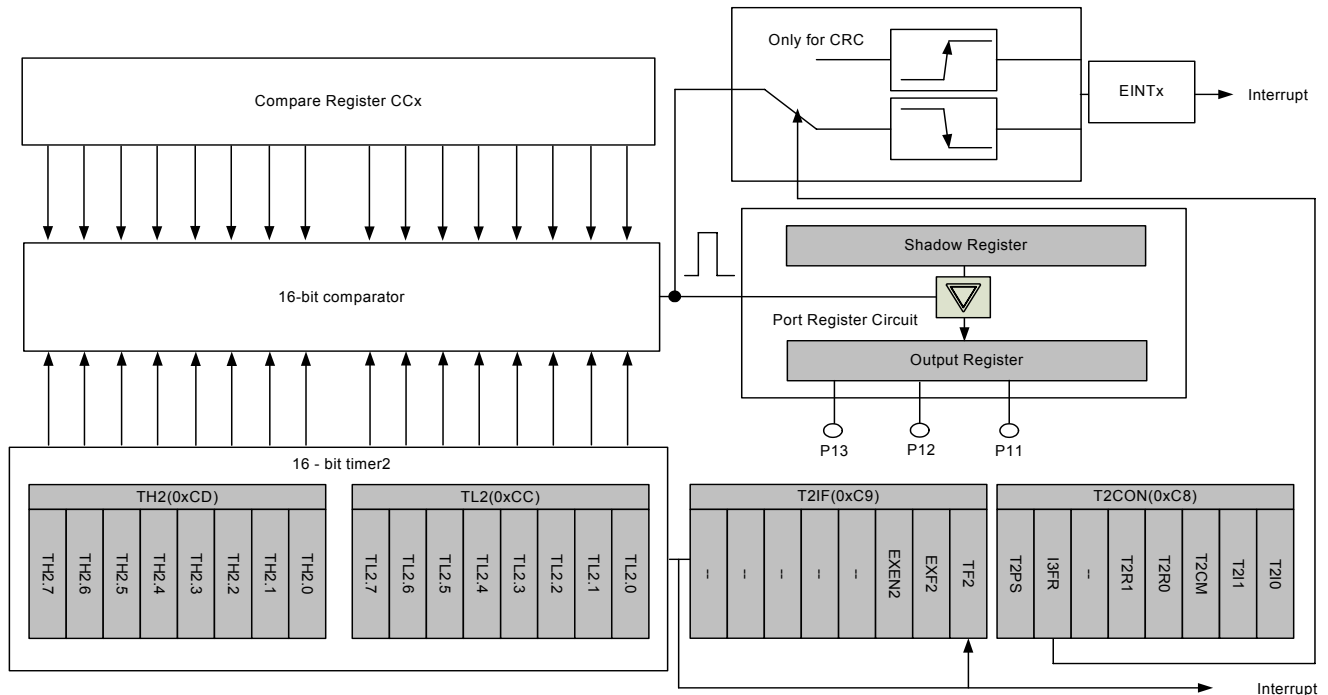 Only for CRC
Compare Register CCx
EINTx
Interrupt
Shadow Register
16-bit comparator
Port Register Circuit
Output Register
P13
P12
P11
16 - bit timer2
TH2(0xCD)
TL2(0xCC)
T2IF(0xC9)
T2CON(0xC8)
TH2.7
TH2.6
TH2.5
TH2.4
TH2.3
TH2.2
TH2.1
TH2.0
TL2.7
TL2.6
TL2.5
TL2.4
TL2.3
TL2.2
TL2.1
TL2.0
--
--
--
--
--
EXEN2
EXF2
TF2
T2PS
I3FR
--
T2R1
T2R0
T2CM
T2I1
T2I0
Interrupt